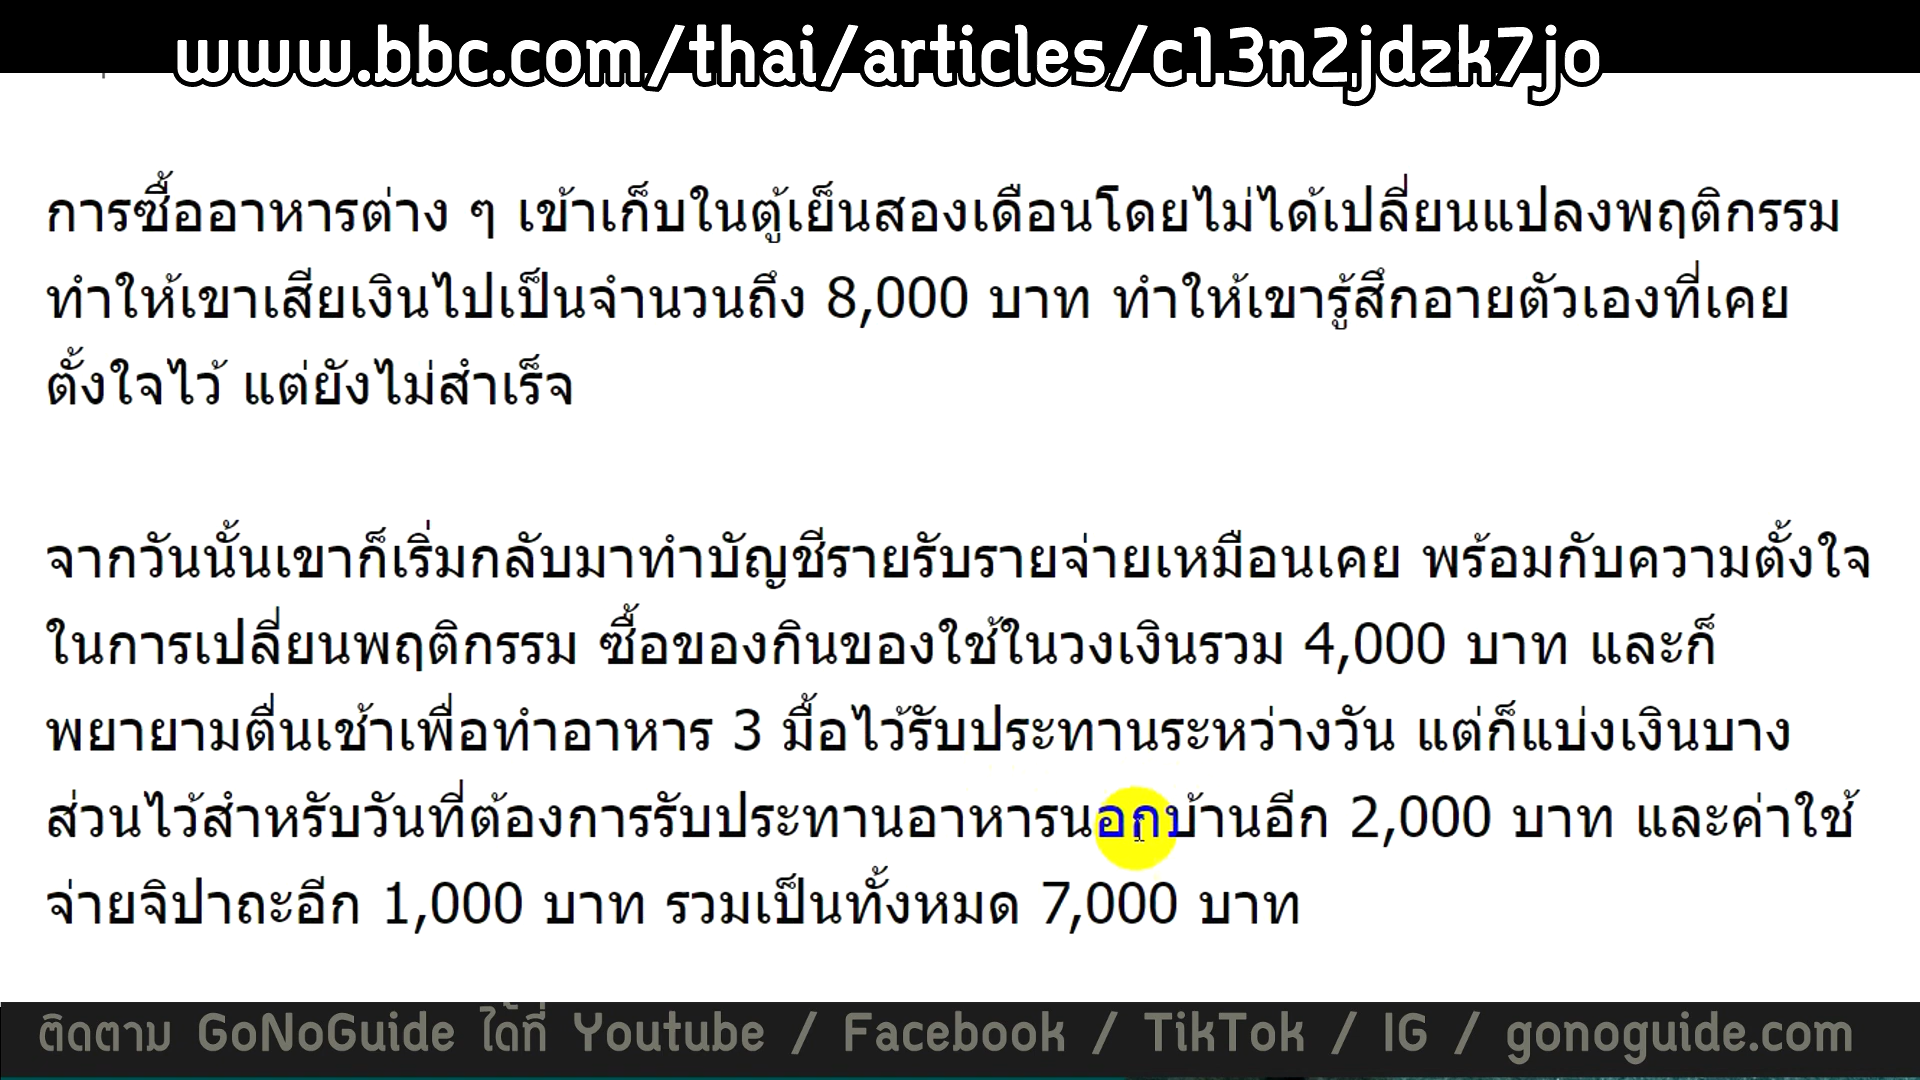 www.bbc.com/thai/articles/c13n2jdzk7jo
การซื้ออาหารต่าง ๆ เข้าเก็บในตู้เย็นสองเดือนโดยไม่ได้เปลี่ยนแปลงพฤติกรรม
ทำให้เขาเสียเงินไปเป็นจำนวนถึง 8,000 บาท ทำให้เขารู้สึกอายตัวเองที่เคย
ตั้งใจไว้ แต่ยังไม่สำเร็จ
จากวันนั้นเขาก็เริ่มกลับมาทำบัญชีรายรับรายจ่ายเหมือนเคย พร้อมกับความตั้งใจ
ในการเปลี่ยนพฤติกรรม ซื้อของกินของใช้ในวงเงินรวม 4,000 บาท และก็
พยายามตื่นเช้าเพื่อทำอาหาร 3 มื้อไว้รับประทานระหว่างวัน แต่ก็แบ่งเงินบาง
ส่วนไว้สำหรับวันที่ต้องการรับประทานอาหารนอกบ้านอีก 2,000 บาท และค่าใช้
จ่ายจิปาถะอีก 1,000 บาท รวมเป็นทั้งหมด 7,000 บาท
ติดตาม GoNoGuide ได้ที่ Youtube / Facebook / TikTok / IG / gonoguide.com